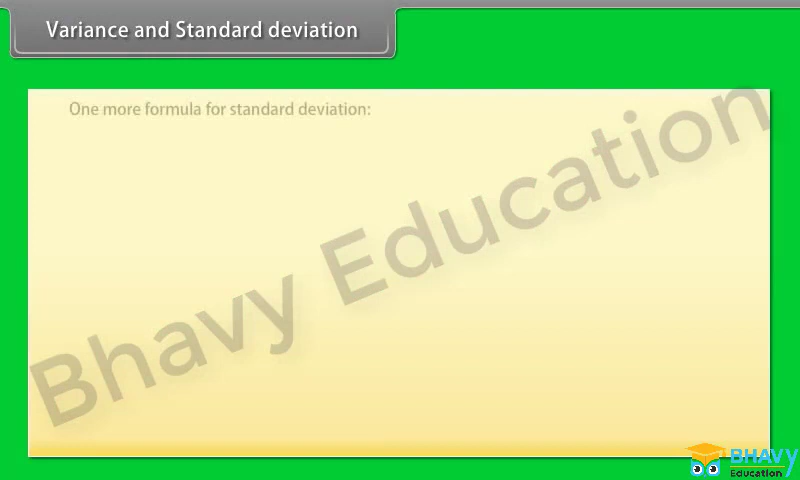 Variance and Standard deviation
One more formula for standard deviation:
Bhavy Education
BHAVY
Education